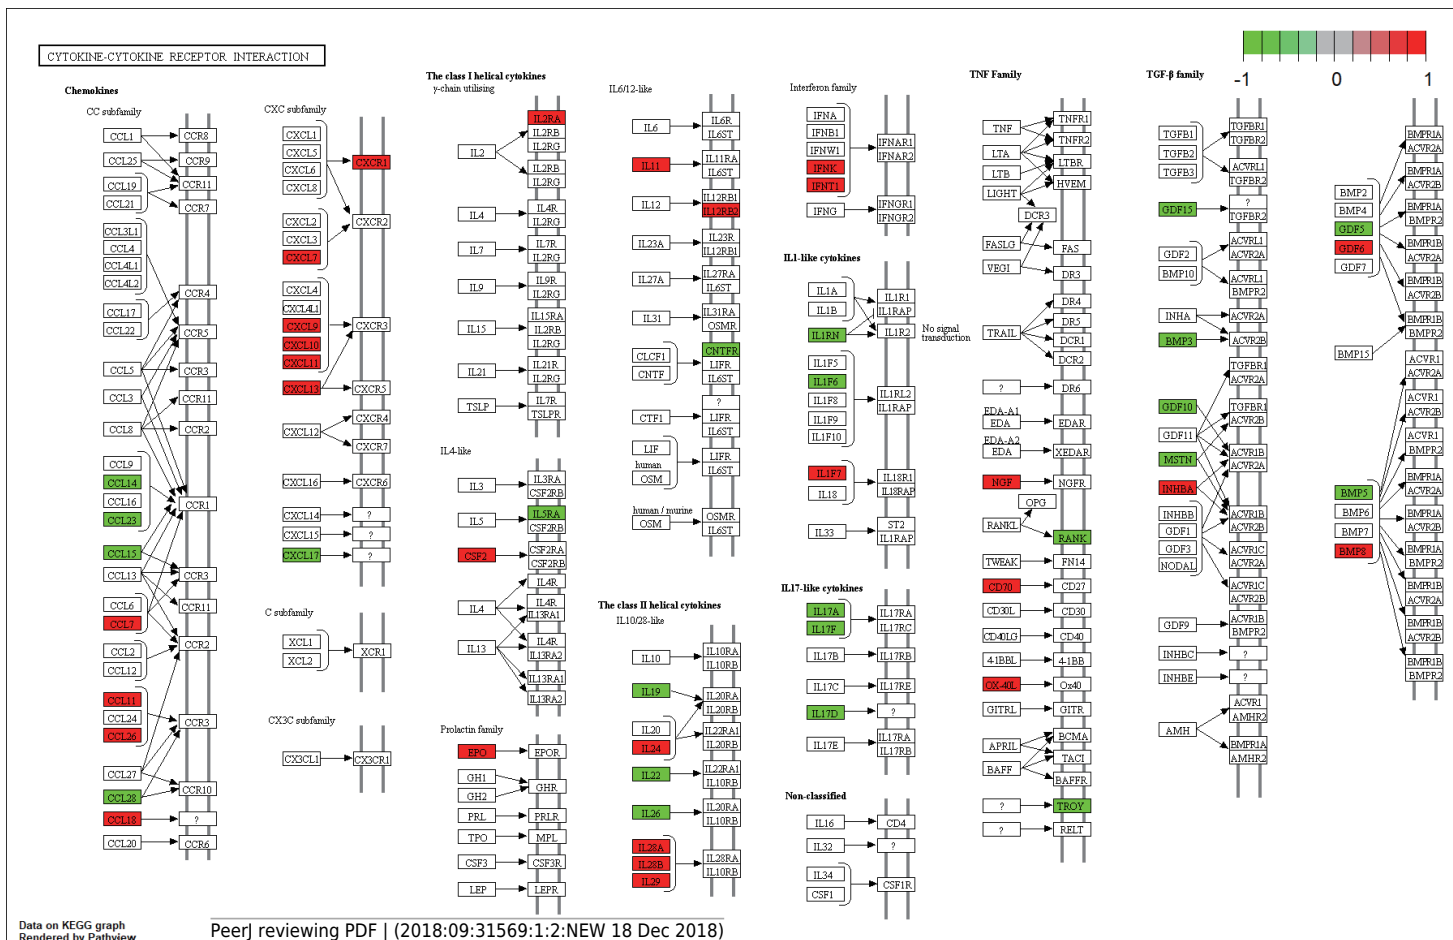 CYTOKINE-CYTOKINE RECEPTOR INTERACTION
-1 0 1
Chemokines
CC subfamily
CCL1
CCR8
CCL25
CCR9
CCL19
CCR11
CCL21
CCR7
CCL3L1
CCL4
CCL4L1
CCL4L2
CCR4
CCL17
CCL22
CCR5
CCL5
CCR3
CCL3
CCR11
CCL8
CCR2
CCL9
CCL14
CCL16
CCL23
CCR1
CCL15
CCL13
CCR3
CCL6
CCR11
CCL7
CCL2
CCR2
CCL12
CCL11
CCL24
CCR3
CCL26
CCL27
CCR10
CCL28
CCL18
?
CCL20
CCR6
CXC subfamily
CXCL1
CXCL5
CXCL6
CXCL8
CXCR1
CXCL2
CXCR2
CXCL3
CXCL7
CXCL4
CXCL4L1
CXCL9
CXCR3
CXCL10
CXCL11
CXCL13
CXCR5
CXCL12
CXCR4
CXCR7
CXCL16
CXCR6
CXCL14
?
CXCL15
?
CXCL17
?
C subfamily
XCL1
XCL2
XCR1
CX3C subfamily
CX3CL1
CX3CR1
The class I helical cytokines
γ-chain utilising
IL2
IL2RA
IL2RB
IL2RG
IL2RB
IL2RG
IL4
IL4R
IL2RG
IL7
IL7R
IL2RG
IL9
IL9R
IL2RG
IL15
IL15RA
IL2RB
IL2RG
IL21
IL21R
IL2RG
TSLP
IL7R
TSLPR
IL4-like
IL3
IL3RA
CSF2RB
IL5
IL5RA
CSF2RB
CSF2
CSF2RA
CSF2RB
IL4
IL4R
IL4R
IL13RA1
IL13
IL4R
IL13RA2
IL13RA1
IL13RA2
Prolactin family
EPO
EPOR
GH1
GH2
GHR
PRL
PRLR
TPO
MPL
CSF3
CSF3R
LEP
LEPR
IL6/12-like
IL6
IL6R
IL6ST
IL11
IL11RA
IL6ST
IL12
IL12RB1
IL12RB2
IL23A
IL23R
IL12RB1
IL27A
IL27RA
IL6ST
IL31
IL31RA
OSMR
CLCF1
CNTF
CNTFR
LIFR
IL6ST
CTF1
?
LIFR
IL6ST
LIF
human
OSM
LIFR
IL6ST
human / murine
OSM
OSMR
IL6ST
The class II helical cytokines
IL10/28-like
IL10
IL10RA
IL10RB
IL19
IL20RA
IL20RB
IL20
IL24
IL22RA1
IL20RB
IL22
IL22RA1
IL10RB
IL26
IL20RA
IL10RB
IL28A
IL28B
IL29
IL28RA
IL10RB
Interferon family
IFNA
IFNB1
IFNW1
IFNK
IFNT1
IFNAR1
IFNAR2
IFNG
IFNGR1
IFNGR2
IL1-like cytokines
IL1A
IL1B
IL1R1
IL1RAP
IL1RN
IL1R2
No signal
transduction
IL1F5
IL1F6
IL1F8
IL1F9
IL1F10
IL1RL2
IL1RAP
IL1F7
IL18
IL18R1
IL18RAP
IL33
ST2
IL1RAP
IL17-like cytokines
IL17A
IL17F
IL17RA
IL17RC
IL17B
IL17RB
IL17C
IL17RE
IL17D
?
IL17E
IL17RA
IL17RB
Non-classified
IL16
CD4
IL32
?
IL34
CSF1
CSF1R
TNF Family
TNF
TNFR1
TNFR2
LTA
LTBR
LTB
HVEM
LIGHT
DCR3
FASLG
FAS
VEGI
DR3
TRAIL
DR4
DR5
DCR1
DCR2
?
DR6
EDA-A1
EDA
EDAR
EDA-A2
EDA
XEDAR
NGF
NGFR
OPG
RANKL
RANK
TWEAK
FN14
CD70
CD27
CD30L
CD30
CD40LG
CD40
4-1BBL
4-1BB
OX-40L
Ox40
GITRL
GITR
APRIL
BCMA
TACI
BAFF
BAFFR
?
TROY
?
RELT
TGF-β family
TGFB1
TGFB2
TGFB3
TGFBR1
TGFBR2
ACVRL1
TGFBR2
GDF15
?
TGFBR2
GDF2
BMP10
ACVRL1
ACVR2A
ACVRL1
BMPR2
INHA
ACVR2A
BMP3
ACVR2B
TGFBR1
ACVR2A
GDF10
TGFBR1
ACVR2B
GDF11
MSTN
ACVR1B
ACVR2A
INHBA
INHBB
GDF1
GDF3
NODAL
ACVR1B
ACVR2B
ACVR1C
ACVR2A
ACVR1C
ACVR2B
GDF9
ACVR1B
BMPR2
INHBC
?
INHBE
?
AMH
ACVR1
AMHR2
BMPR1A
AMHR2
BMP2
BMP4
GDF5
GDF6
GDF7
BMP15
BMPR1A
ACVR2A
BMPR1A
ACVR2B
BMPR1A
BMPR2
BMPR1B
ACVR2A
BMPR1B
ACVR2B
BMPR1B
BMPR2
BMP5
BMP6
BMP7
BMP8
ACVR1
ACVR2A
ACVR1
ACVR2B
ACVR1
BMPR2
BMPR1A
ACVR2A
BMPR1A
ACVR2B
BMPR1A
BMPR2
BMPR1B
ACVR2A
BMPR1B
ACVR2B
BMPR1B
BMPR2
Data on KEGG graph
Rendered by Pathview
PeerJ reviewing PDF | (2018:09:31569:1:2:NEW 18 Dec 2018)